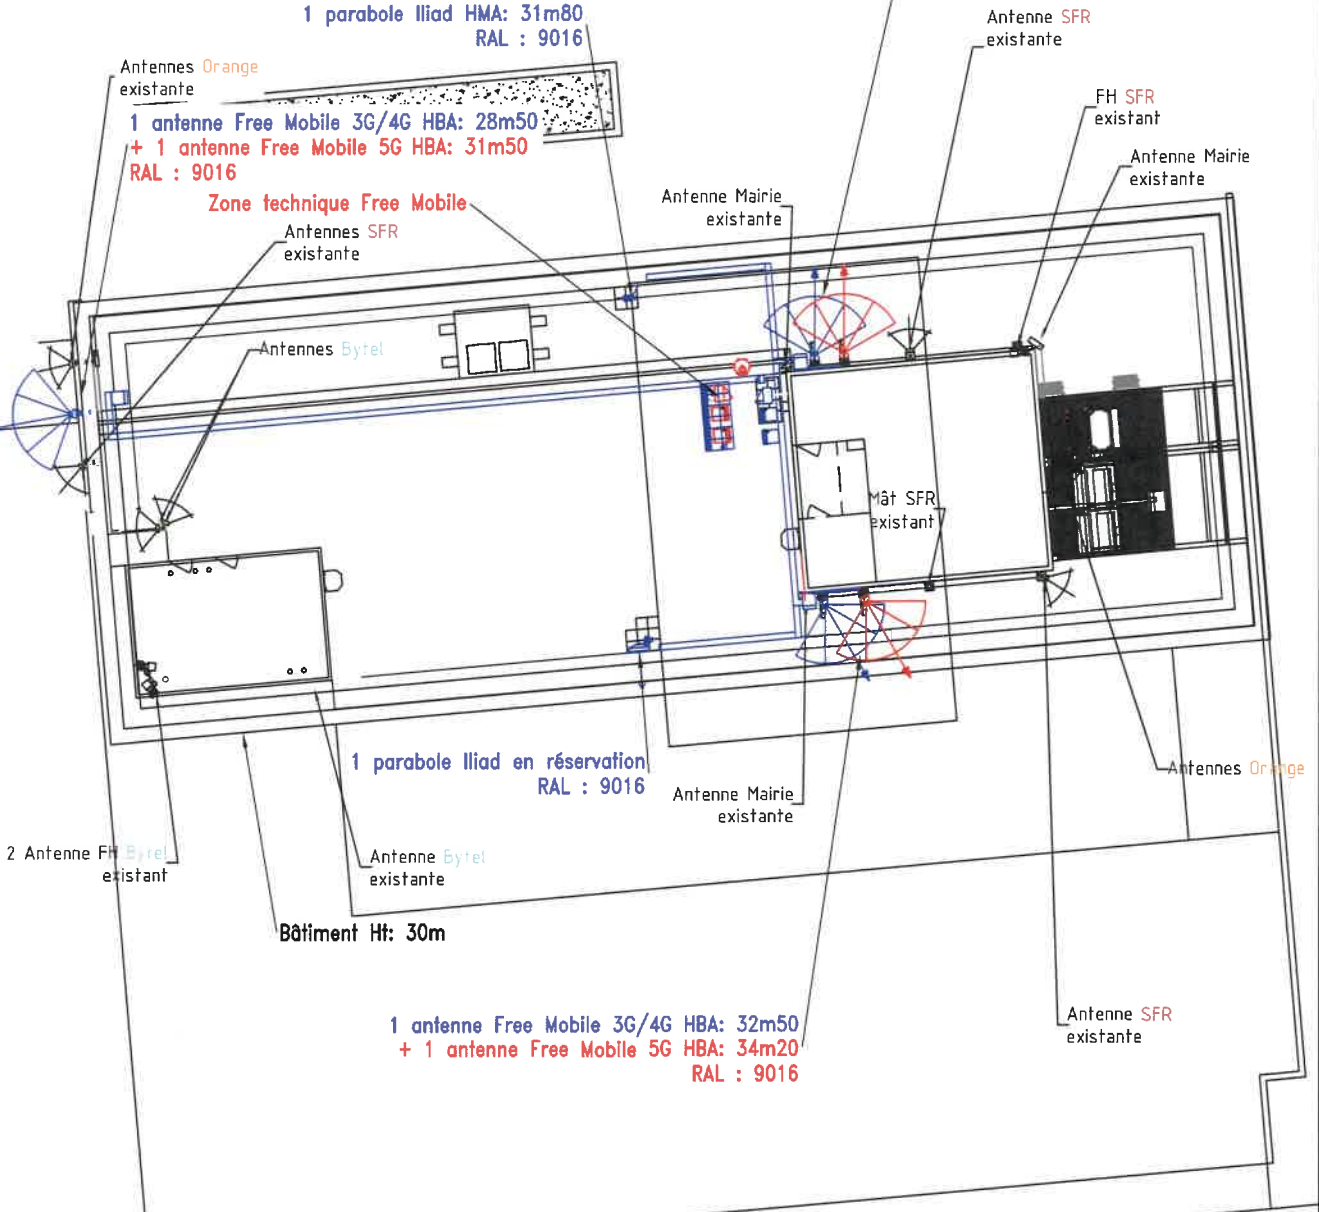 1 parabole Iliad HMA: 31m80
RAL : 9016
Antenne SFR
existante
Antennes Orange
existante
1 antenne Free Mobile 3G/4G HBA: 28m50
+ 1 antenne Free Mobile 5G HBA: 31m50
RAL : 9016
FH SFR
existant
Antenne Mairie
existante
Zone technique Free Mobile
Antenne Mairie
existante
Antennes SFR
existante
Antennes Bytel
Mât SFR
existant
1 parabole Iliad en réservation
RAL : 9016
Antennes Orange
Antenne Mairie
existante
2 Antenne FH Bytel
existant
Antenne Bytel
existante
Bâtiment Ht: 30m
1 antenne Free Mobile 3G/4G HBA: 32m50
+ 1 antenne Free Mobile 5G HBA: 34m20
RAL : 9016
Antenne SFR
existante